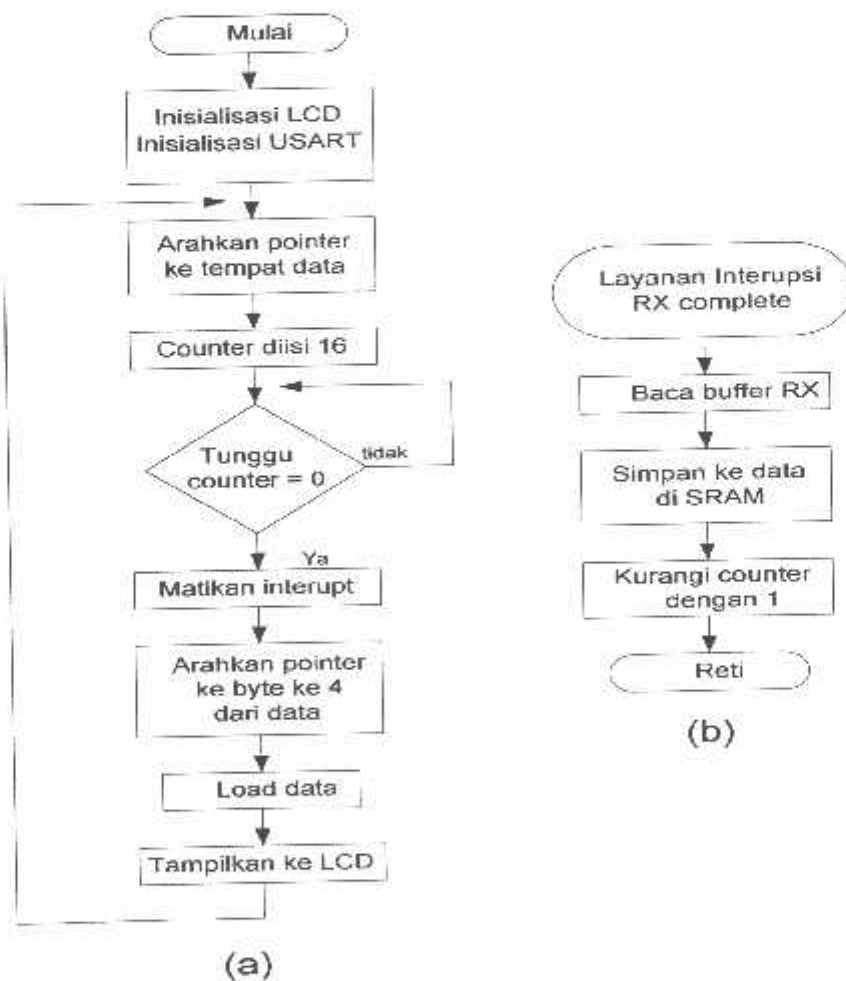 Mulai
Inisialisasi LCD
Inisialisasi USART
Arahkan pointer
ke tempat data
Counter diisi 16
Tunggu
counter = 0
tidak
Ya
Matikan interupt
Arahkan pointer
ke byte ke 4
dari data
Load data
Tampilkan ke LCD
(a)
Layanan Interupsi
RX complete
Baca buffer RX
Simpan ke data
di SRAM
Kurangi counter
dengan 1
Reti
(b)